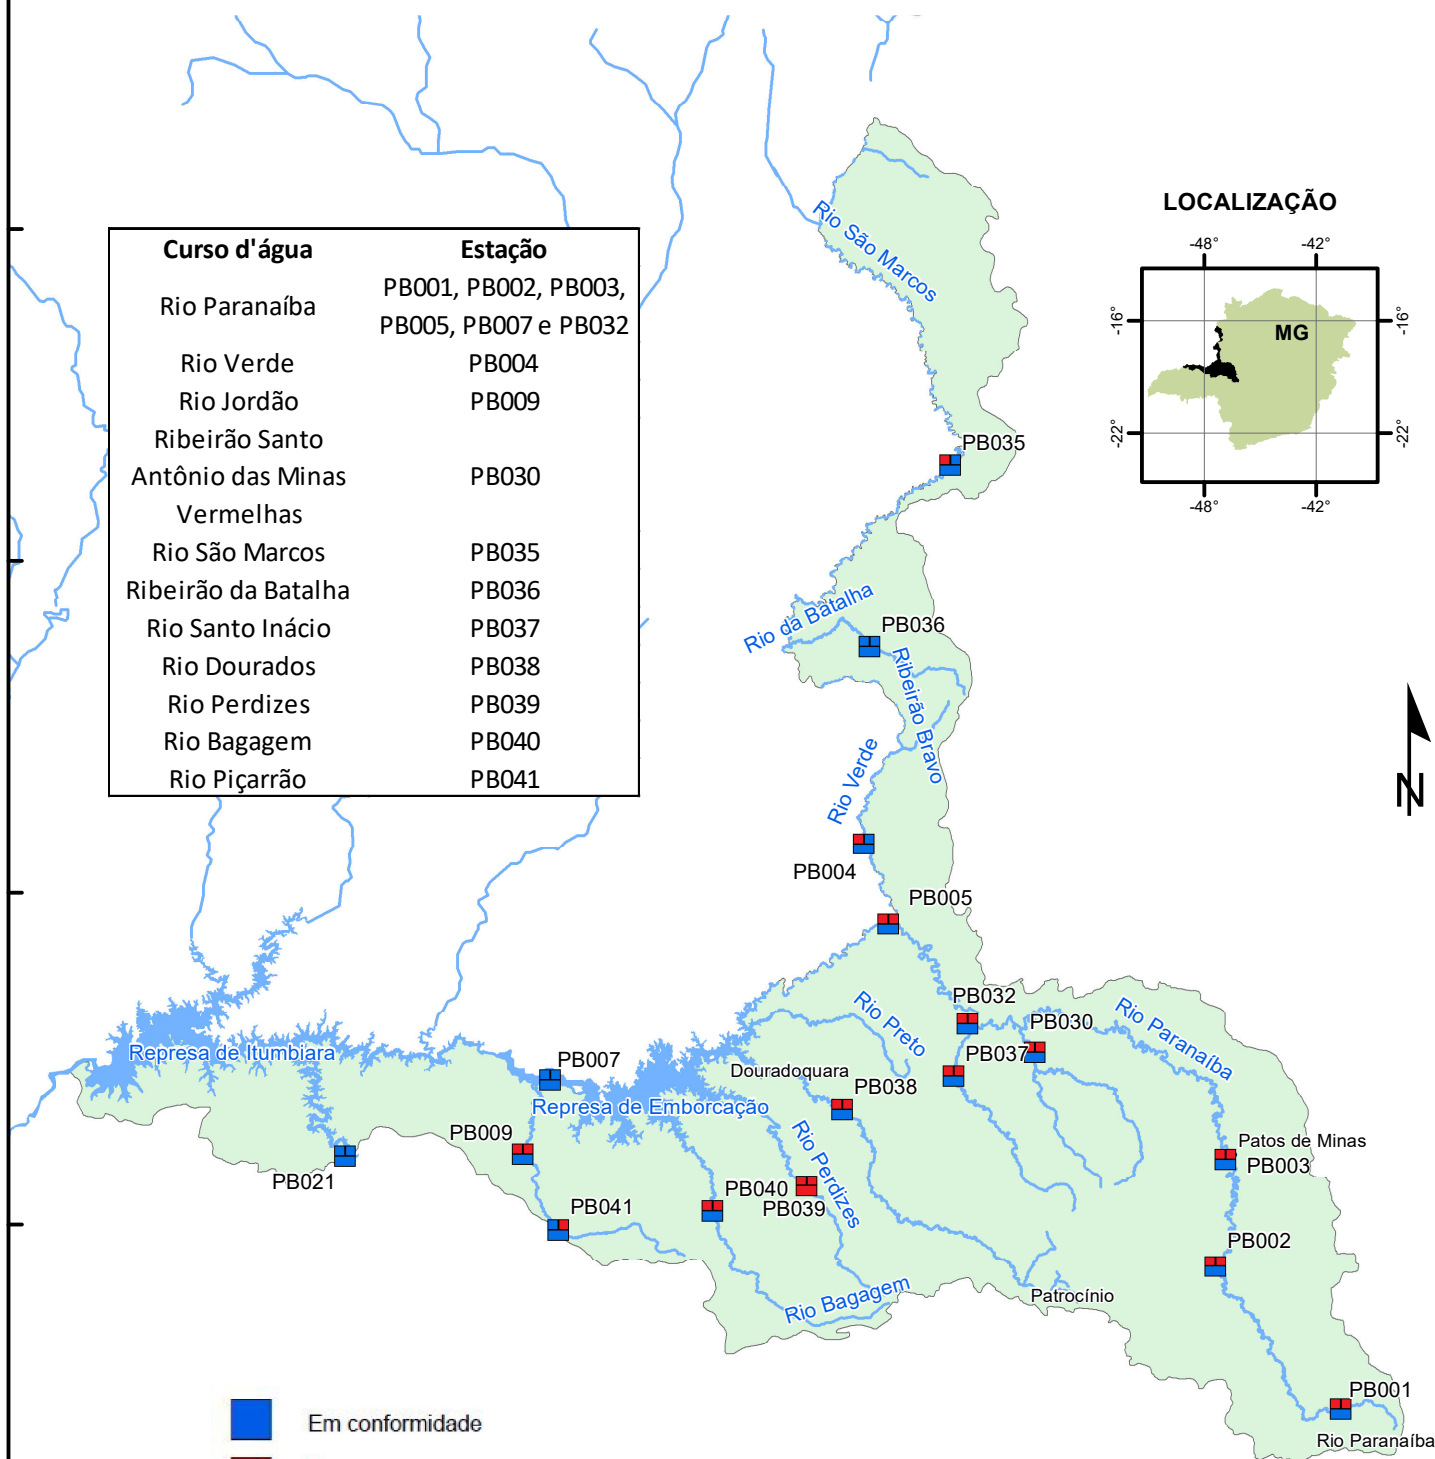 Curso d'água Estação
Rio Paranaíba PB001, PB002, PB003,
PB005, PB007 e PB032
Rio Verde PB004
Rio Jordão PB009
Ribeirão Santo
Antônio das Minas PB030
Vermelhas
Rio São Marcos PB035
Ribeirão da Batalha PB036
Rio Santo Inácio PB037
Rio Dourados PB038
Rio Perdizes PB039
Rio Bagagem PB040
Rio Piçarrão PB041
LOCALIZAÇÃO
-48° -42°
-16° MG -16°
-22° -22°
-48° -42°
Rio São Marcos
PB035
Rio da Batalha
PB036
Ribeirão Bravo
Rio Verde
PB004
PB005
N
PB032
PB030
Rio Paranaíba
Rio Preto
PB037
Represa de Itumbiara
PB007
Douradoquara
PB038
Represa de Emborcação
PB009
Rio Perdizes
Patos de Minas
PB003
PB021
PB040
PB039
PB041
PB002
Rio Bagagem
Patrocínio
PB001
Rio Paranaíba
Em conformidade